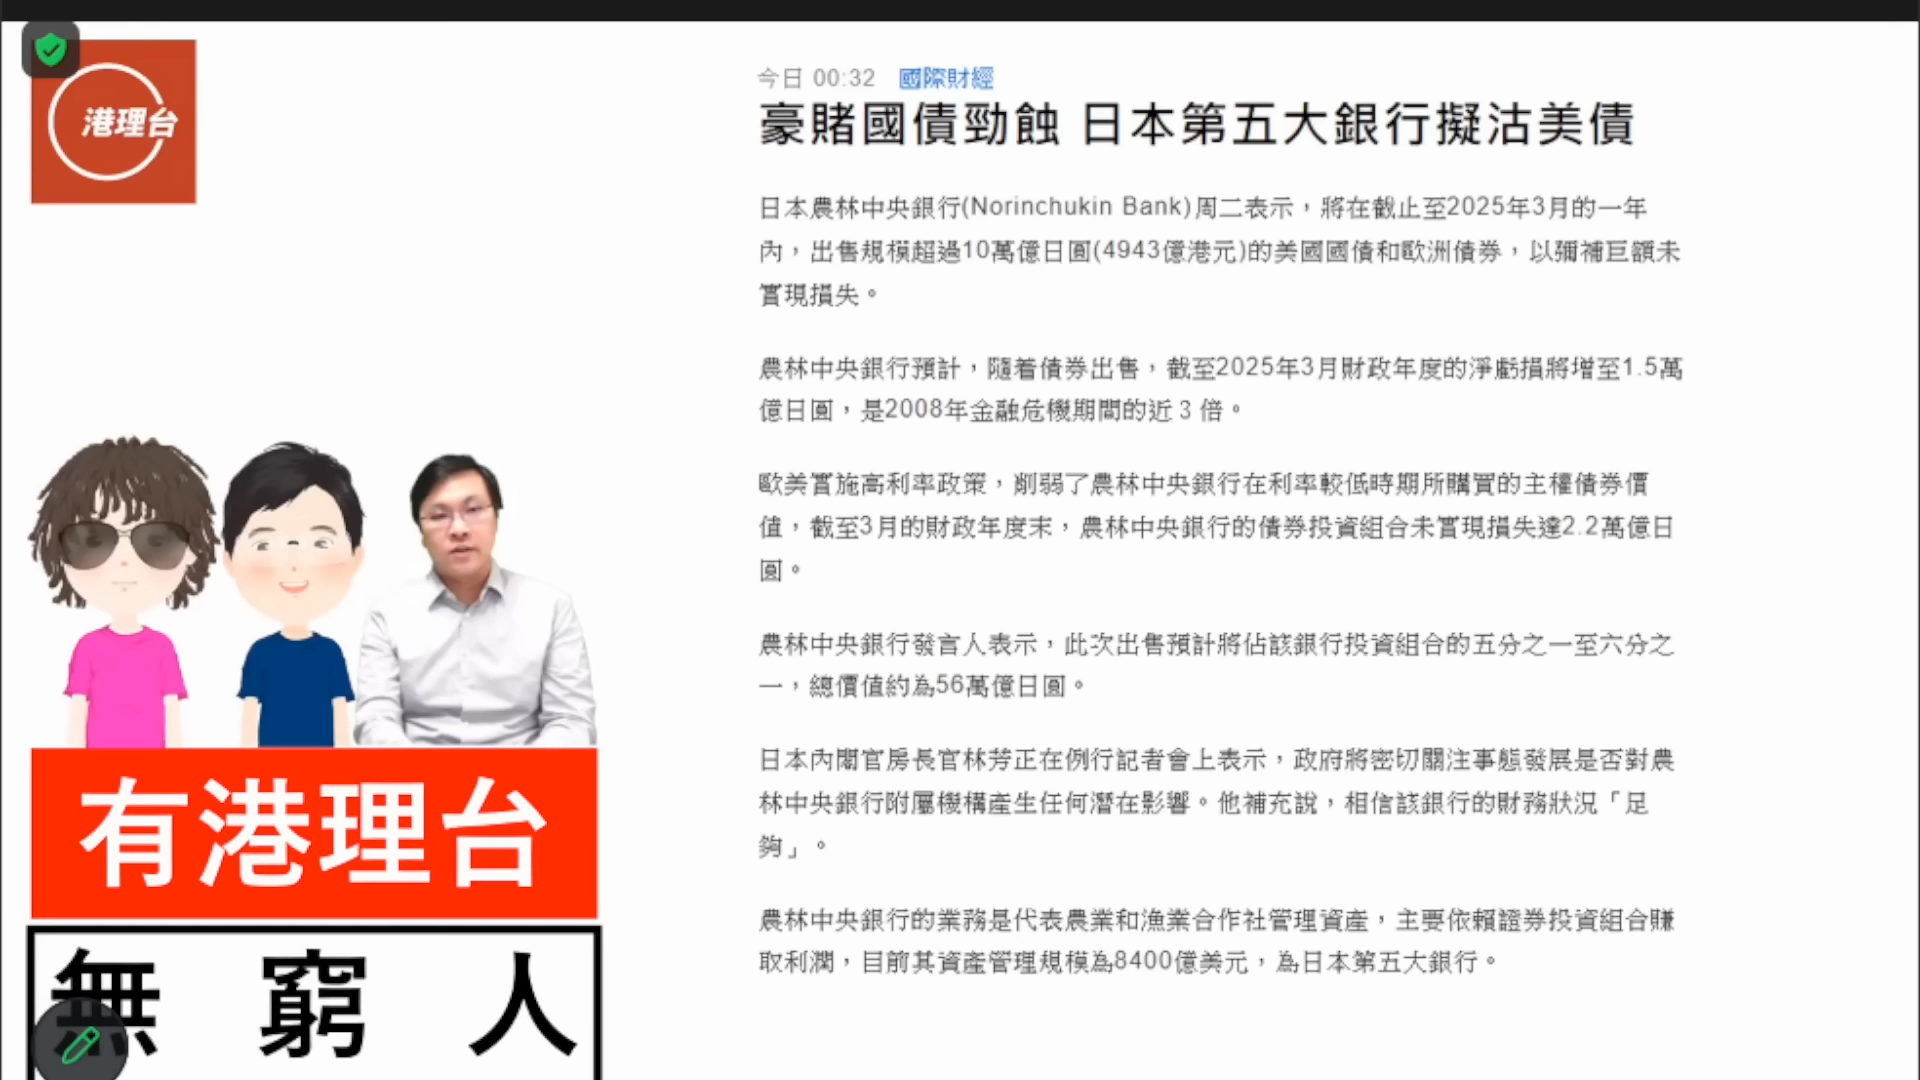 港理台
今日 00:32 國際財經
豪賭國債勁蝕 日本第五大銀行擬沽美債
日本農林中央銀行(Norinchukin Bank)周二表示，將在截止至2025年3月的一年
內，出售規模超過10萬億日圓(4943億港元)的美國國債和歐洲債券，以彌補巨額未
實現損失。
農林中央銀行預計，隨着債券出售，截至2025年3月財政年度的淨虧損將增至1.5萬
億日圓，是2008年金融危機期間的近3倍。
歐美實施高利率政策，削弱了農林中央銀行在利率較低時期所購買的主權債券價
值，截至3月的財政年度末，農林中央銀行的債券投資組合未實現損失達2.2萬億日
圓。
農林中央銀行發言人表示，此次出售預計將佔該銀行投資組合的五分之一至六分之
一，總價值約為56萬億日圓。
日本內閣官房長官林芳正在例行記者會上表示，政府將密切關注事態發展是否對農
林中央銀行附屬機構產生任何潛在影響。他補充說，相信該銀行的財務狀況「足
夠」。
農林中央銀行的業務是代表農業和漁業合作社管理資產，主要依賴證券投資組合賺
取利潤，目前其資產管理規模為8400億美元，為日本第五大銀行。
有港理台
無窮人